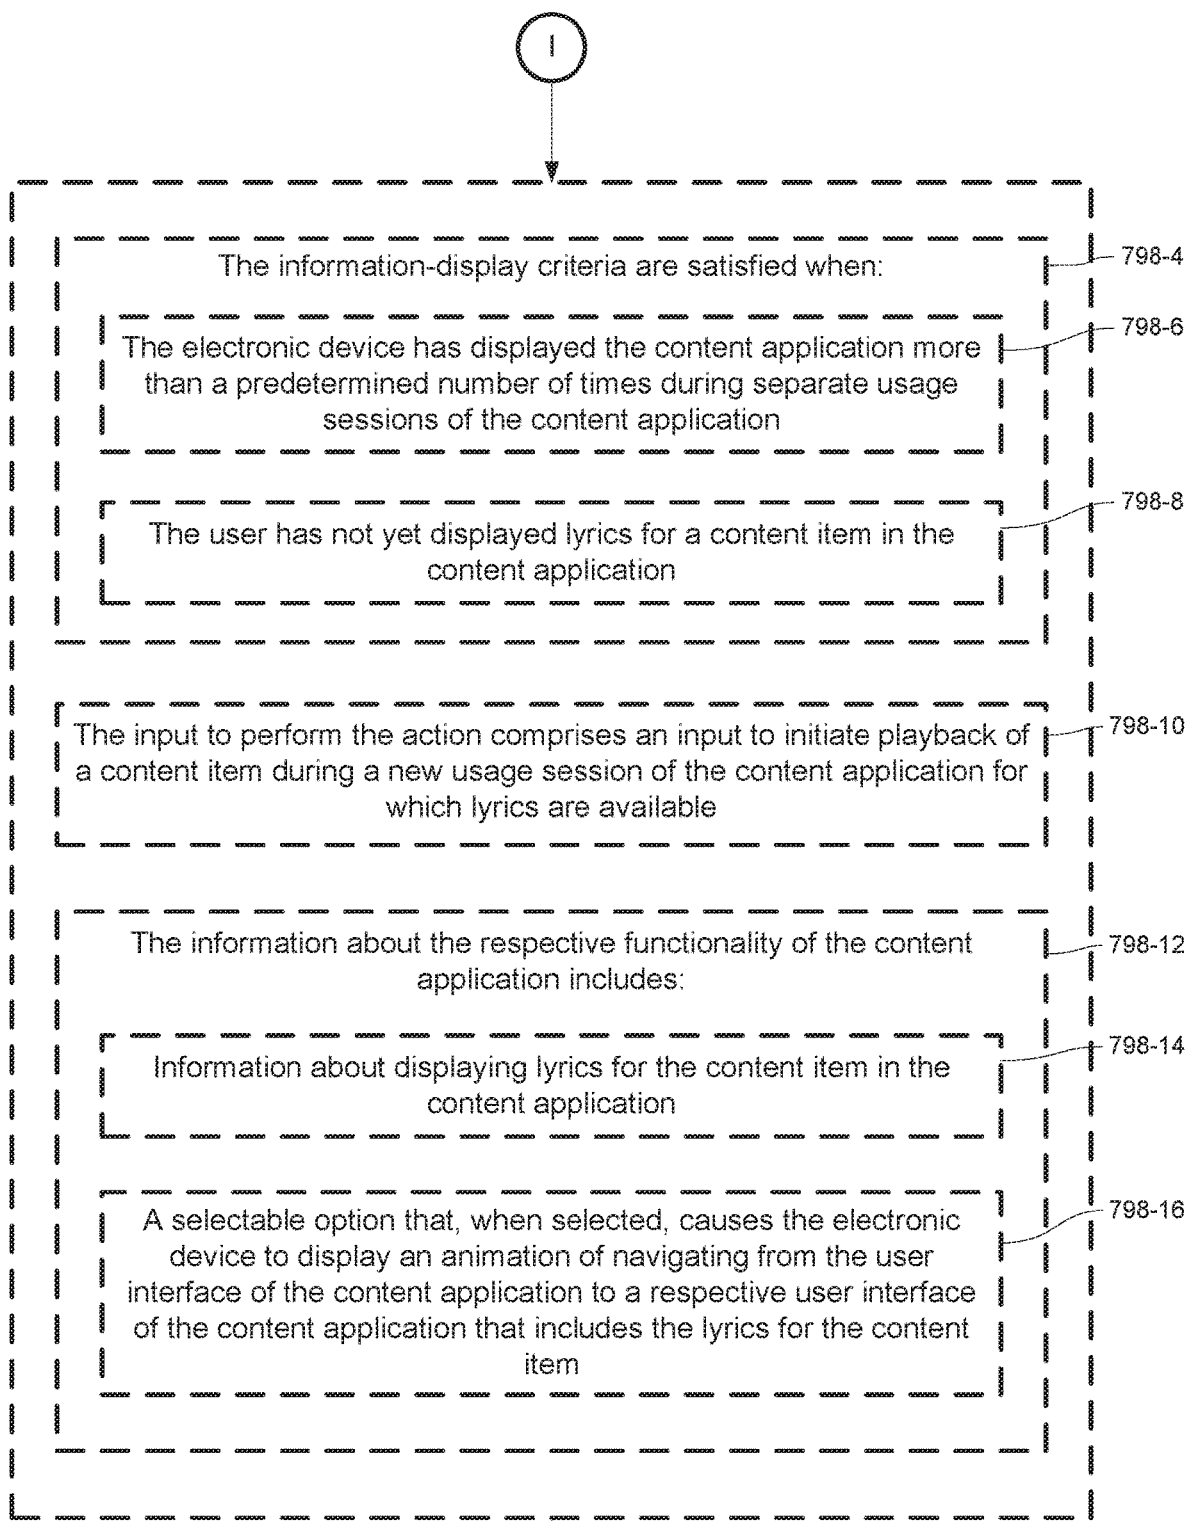 I
The information-display criteria are satisfied when:
798-4
The electronic device has displayed the content application more
than a predetermined number of times during separate usage
sessions of the content application
798-6
The user has not yet displayed lyrics for a content item in the
content application
798-8
The input to perform the action comprises an input to initiate playback of
a content item during a new usage session of the content application for
which lyrics are available
798-10
The information about the respective functionality of the content
application includes:
798-12
Information about displaying lyrics for the content item in the
content application
798-14
A selectable option that, when selected, causes the electronic
device to display an animation of navigating from the user
interface of the content application to a respective user interface
of the content application that includes the lyrics for the content
item
798-16